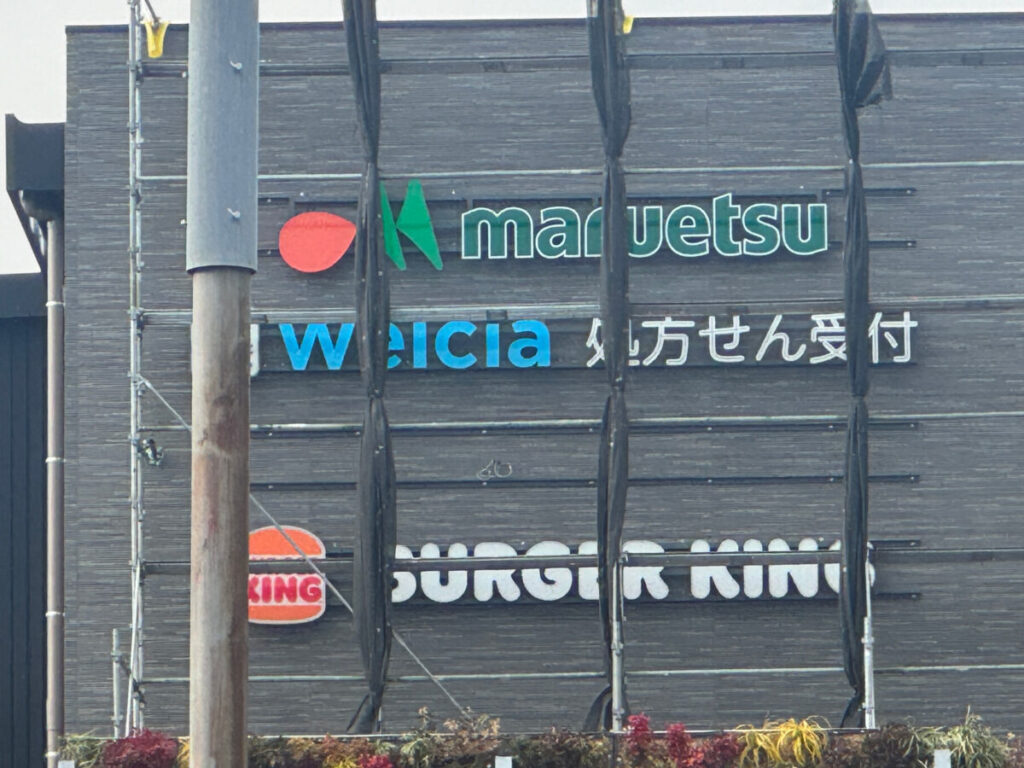 maruetsu
welcia 処方せん受付
KING BURGER KING